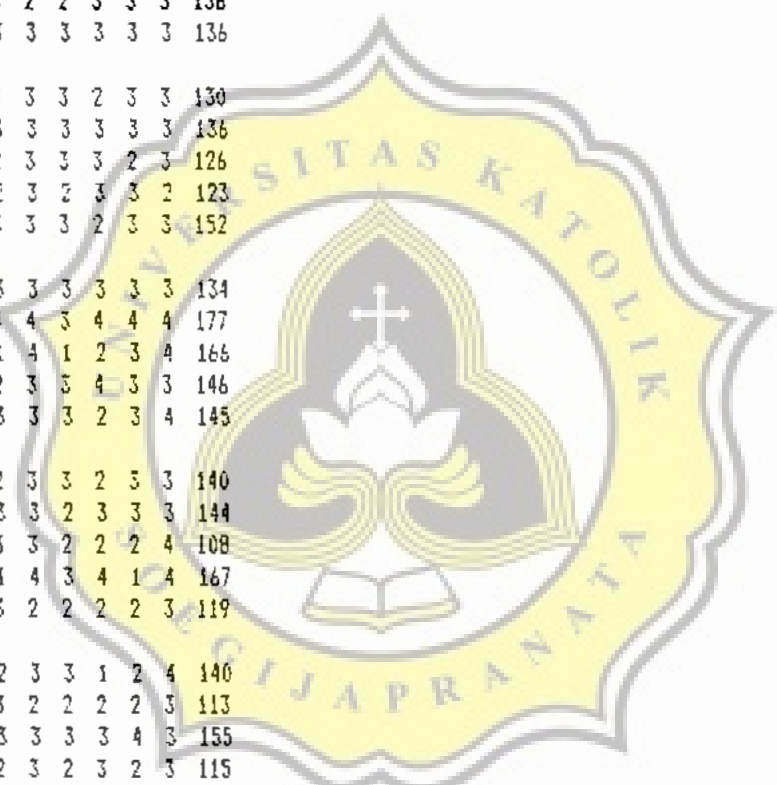 2 2 3 3 3 138
3 3 3 3 3 136
3 3 2 3 3 130
3 3 3 3 3 136
3 3 3 2 3 126
3 2 3 3 2 123
3 3 2 3 3 152
3 3 3 3 3 3 134
4 3 4 4 4 177
4 1 2 3 4 166
2 3 3 4 3 3 146
3 3 3 2 3 4 145
2 3 3 2 3 3 140
3 3 2 3 3 3 144
3 3 2 2 2 4 108
4 4 3 4 1 4 167
3 2 2 2 2 3 119
2 3 3 1 2 4 140
3 2 2 2 2 3 113
3 3 3 3 4 3 155
2 3 2 3 2 3 115
UNIVERSITAS KATOLIK
SOEGIJAPRANATA